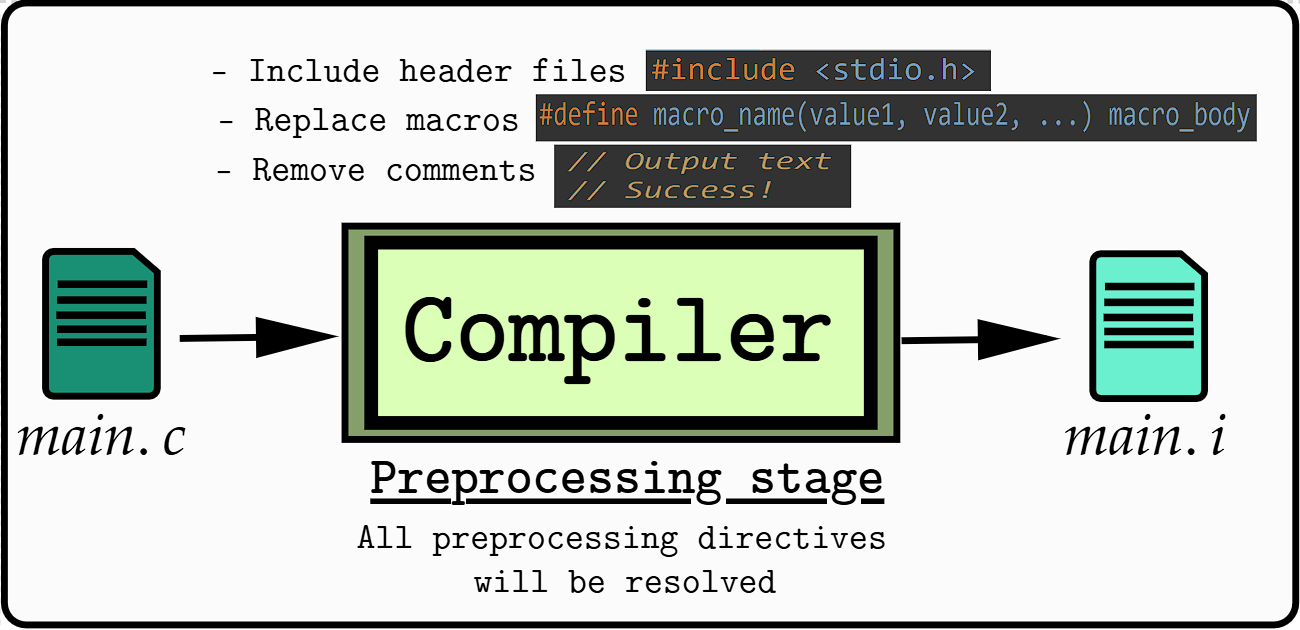 - Include header files #include <stdio.h>
- Replace macros #define macro_name(value1, value2, ...) macro_body
- Remove comments // Output text
// Success!
Compiler
main.c
main.i
Preprocessing stage
All preprocessing directives
will be resolved